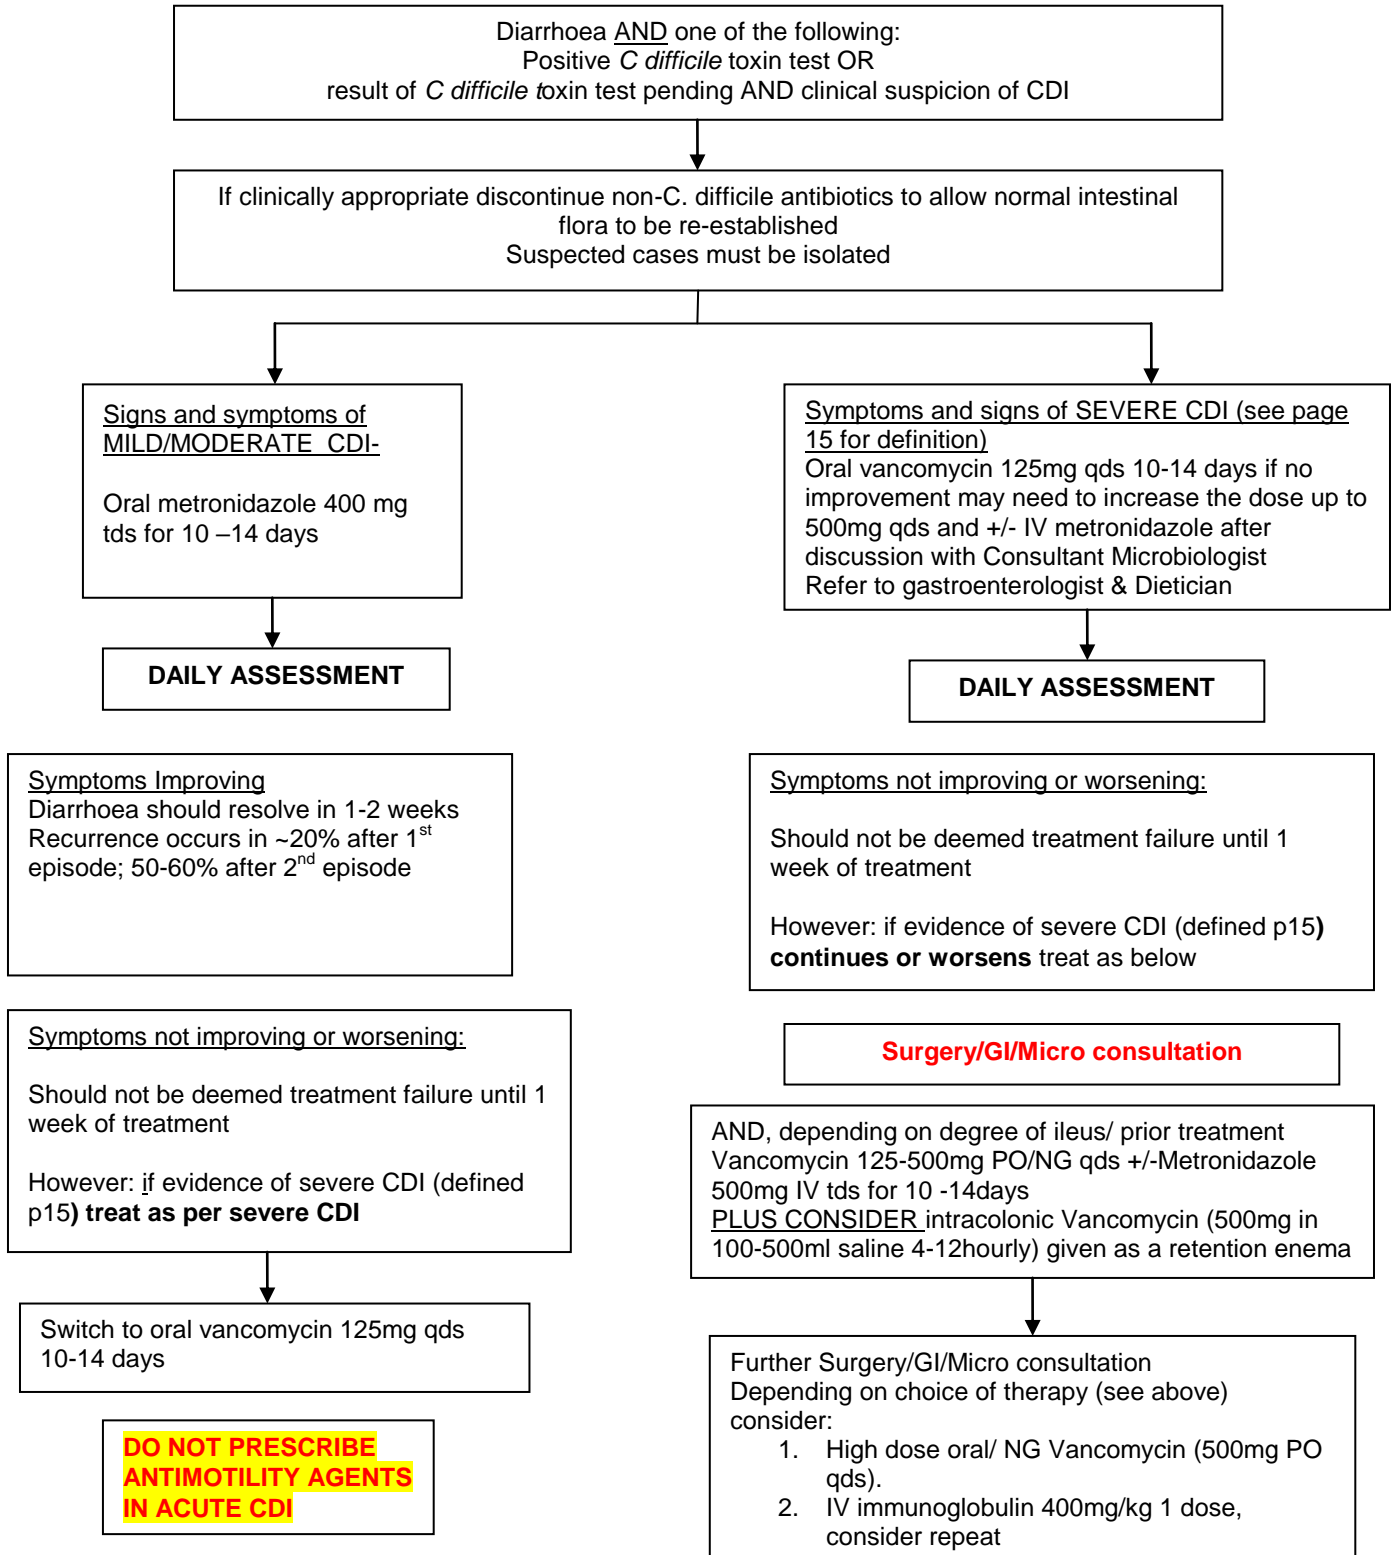 Diarrhoea AND one of the following:
Positive C difficile toxin test OR
result of C difficile toxin test pending AND clinical suspicion of CDI
If clinically appropriate discontinue non-C. difficile antibiotics to allow normal intestinal
flora to be re-established
Suspected cases must be isolated
Signs and symptoms of
MILD/MODERATE CDI-
Oral metronidazole 400 mg
tds for 10 –14 days
DAILY ASSESSMENT
Symptoms Improving
Diarrhoea should resolve in 1-2 weeks
Recurrence occurs in ~20% after 1st
episode; 50-60% after 2nd episode
Symptoms not improving or worsening:
Should not be deemed treatment failure until 1
week of treatment
However: if evidence of severe CDI (defined
p15) treat as per severe CDI
Switch to oral vancomycin 125mg qds
10-14 days
DO NOT PRESCRIBE
ANTIMOTILITY AGENTS
IN ACUTE CDI
Symptoms and signs of SEVERE CDI (see page
15 for definition)
Oral vancomycin 125mg qds 10-14 days if no
improvement may need to increase the dose up to
500mg qds and +/- IV metronidazole after
discussion with Consultant Microbiologist
Refer to gastroenterologist & Dietician
DAILY ASSESSMENT
Symptoms not improving or worsening:
Should not be deemed treatment failure until 1
week of treatment
However: if evidence of severe CDI (defined p15)
continues or worsens treat as below
Surgery/GI/Micro consultation
AND, depending on degree of ileus/ prior treatment
Vancomycin 125-500mg PO/NG qds +/-Metronidazole
500mg IV tds for 10 -14days
PLUS CONSIDER intracolonic Vancomycin (500mg in
100-500ml saline 4-12hourly) given as a retention enema
Further Surgery/GI/Micro consultation
Depending on choice of therapy (see above)
consider:
1. High dose oral/ NG Vancomycin (500mg PO
qds).
2. IV immunoglobulin 400mg/kg 1 dose,
consider repeat